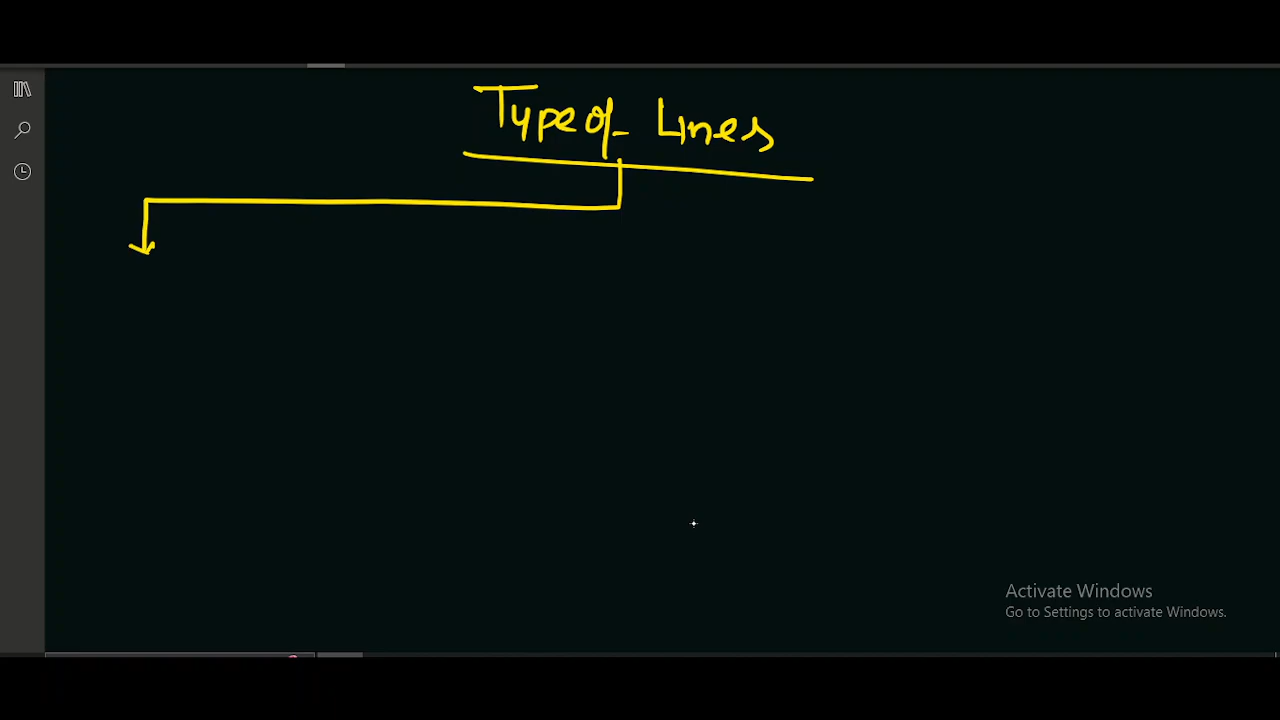 Type of Lines
Activate Windows
Go to Settings to activate Windows.